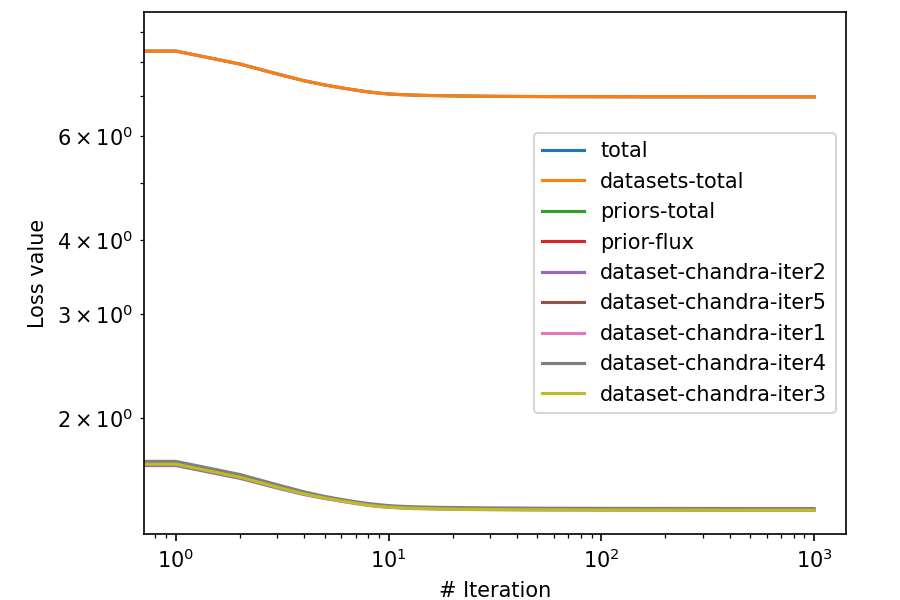 6 × 10⁰
4 × 10⁰
3 × 10⁰
2 × 10⁰
Loss value
total
datasets-total
priors-total
prior-flux
dataset-chandra-iter2
dataset-chandra-iter5
dataset-chandra-iter1
dataset-chandra-iter4
dataset-chandra-iter3
10⁰ 10¹ 10² 10³
# Iteration